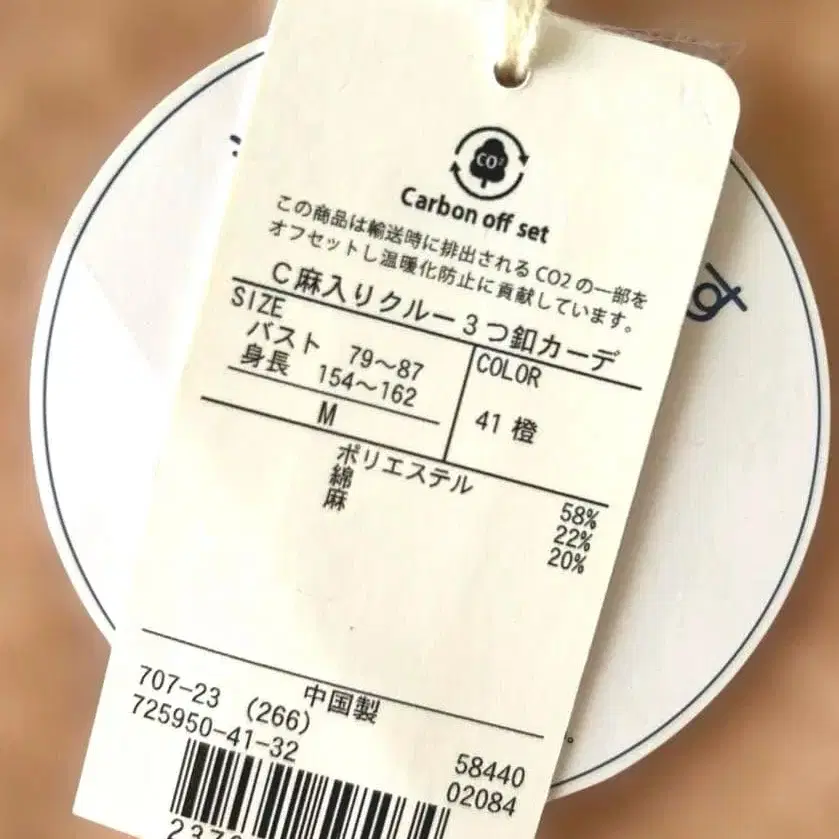 CO2
Carbon off set
この商品は輸送時に排出されるCO2の一部を
オフセットし温暖化防止に貢献しています。
C麻入りクルー3つ釦カーデ
SIZE
バスト 79～87
身長 154～162
M
COLOR
41 橙
ポリエステル 58%
綿 22%
麻 20%
中国製
707-23 (266)
725950-41-32
58440
02084